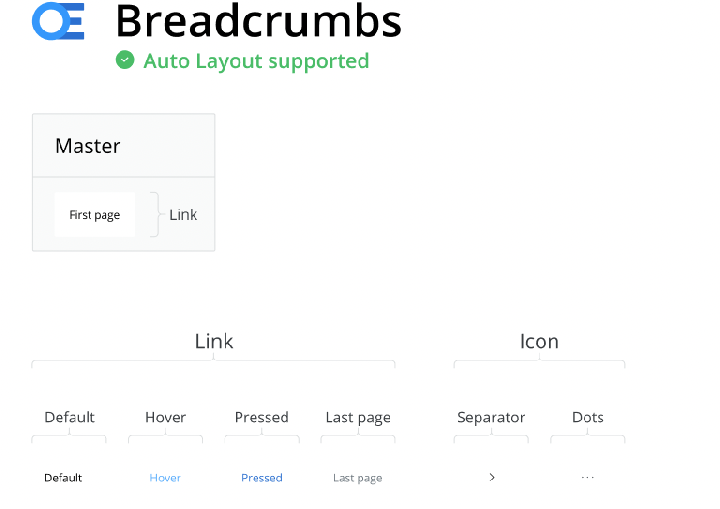 Breadcrumbs
Auto Layout supported
Master
First page
Link
Link
Icon
Default Hover Pressed Last page Separator Dots
Default Hover Pressed Last page > ...